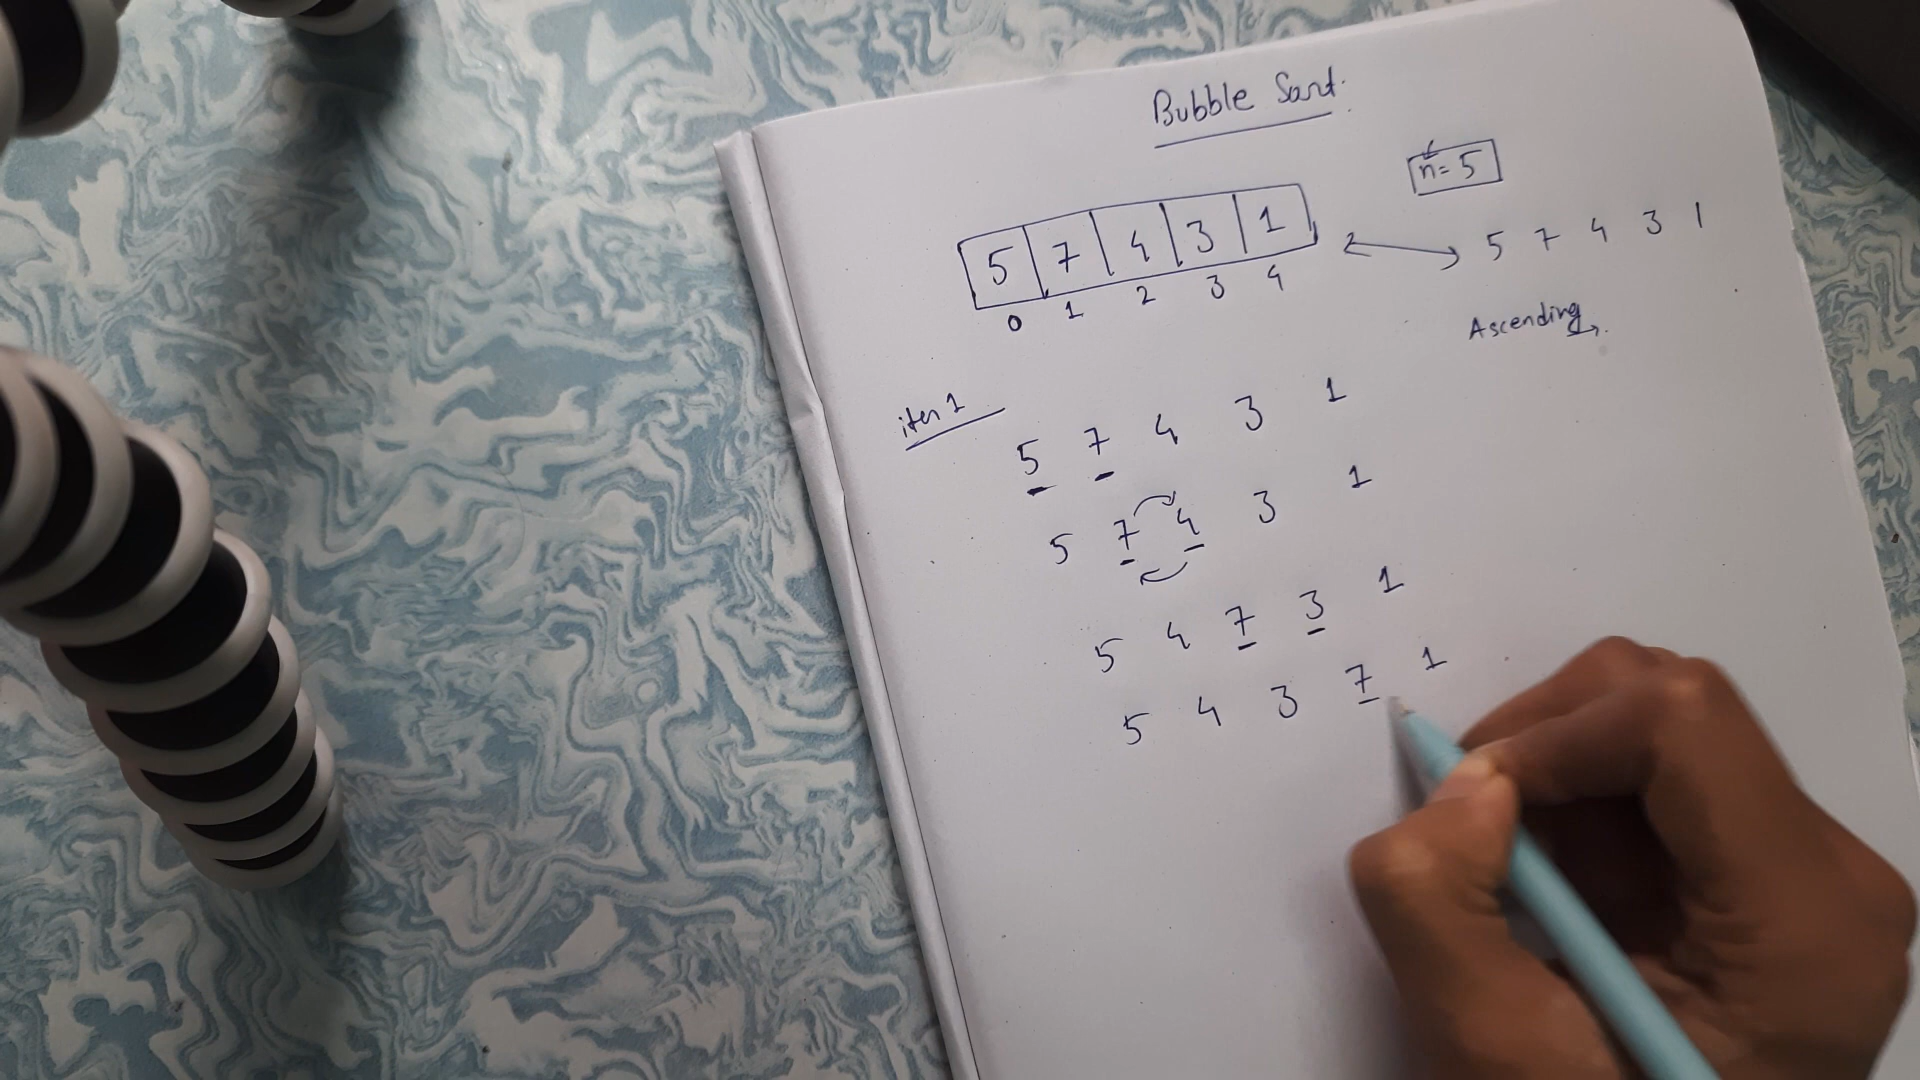 Bubble Sort.
n= 5
5 7 4 3 1
0 1 2 3 4
5 7 4 3 1
Ascending
iter 1
5 7 4 3 1
5 7 4 3 1
5 4 7 3 1
5 4 3 7 1